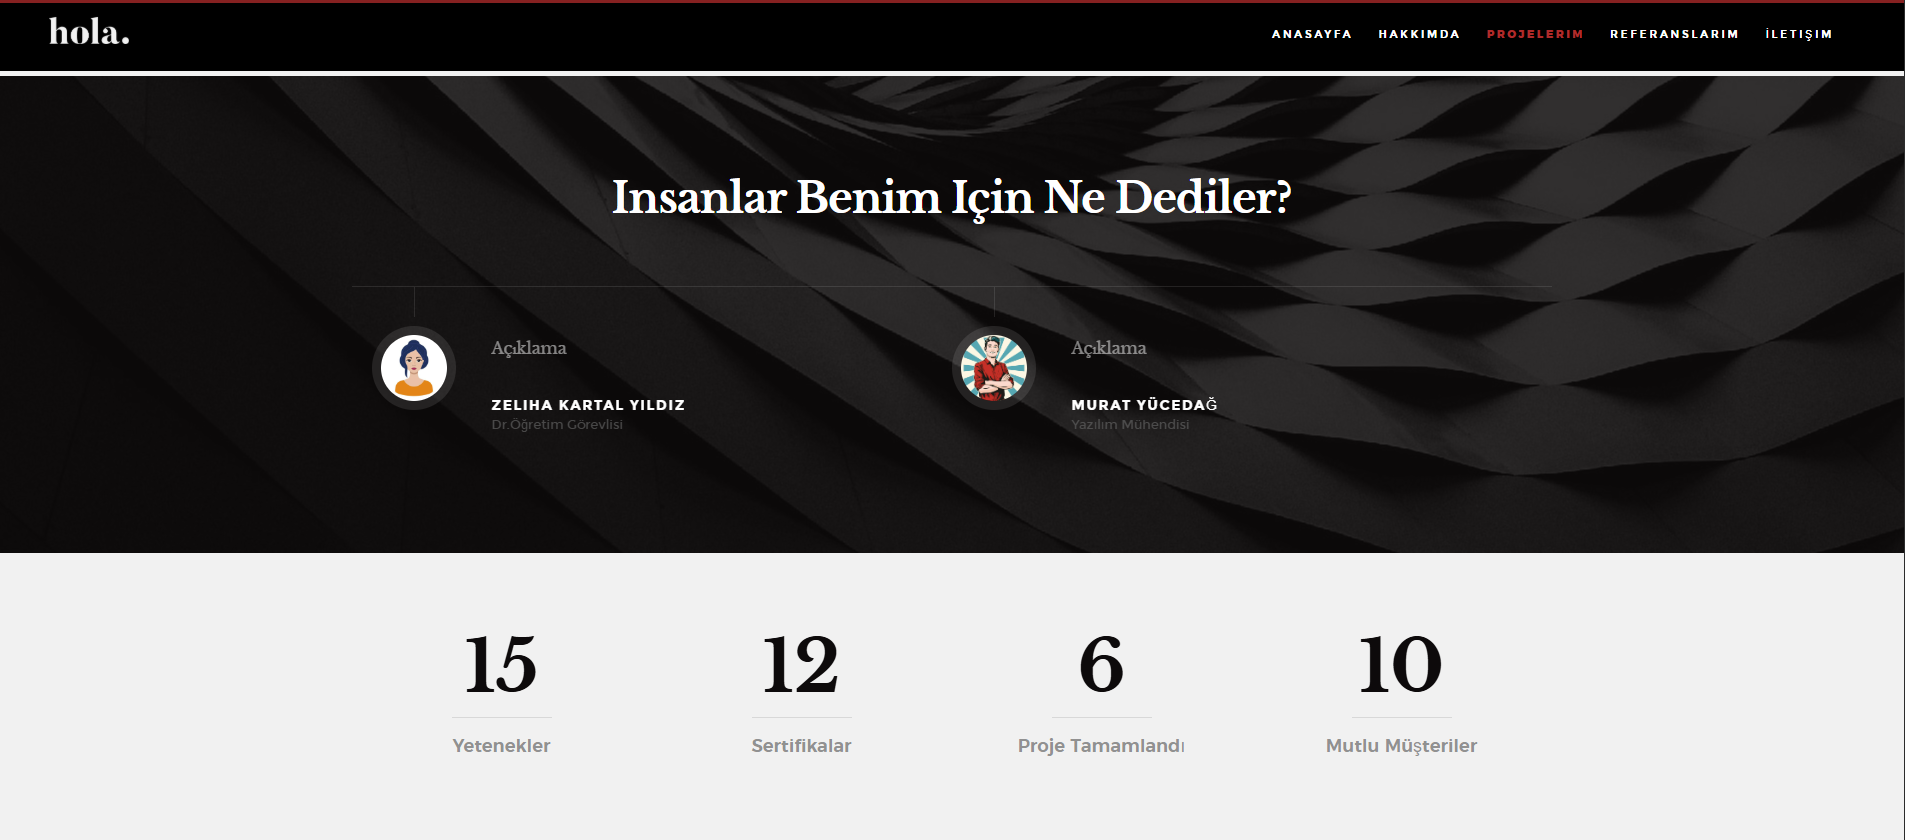 hola.
ANASAYFA HAKKIMDA PROJELERIM REFERANSLARIM İLETIŞIM
Insanlar Benim Için Ne Dediler?
Açıklama
ZELIHA KARTAL YILDIZ
Dr.Öğretim Görevlisi
Açıklama
MURAT YÜCEDAĞ
Yazılım Mühendisi
15
Yetenekler
12
Sertifikalar
6
Proje Tamamlandı
10
Mutlu Müşteriler